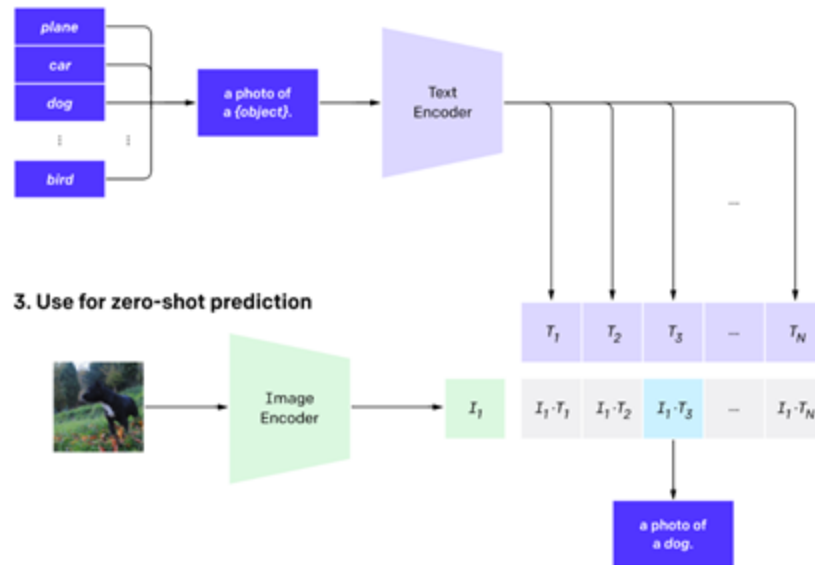 plane
car
dog
⋮
⋮
bird
a photo of
a {object}.
Text
Encoder
...
3. Use for zero-shot prediction
T1
T2
T3
...
TN
Image
Encoder
I1
I1·T1
I1·T2
I1·T3
...
I1·TN
a photo of
a dog.